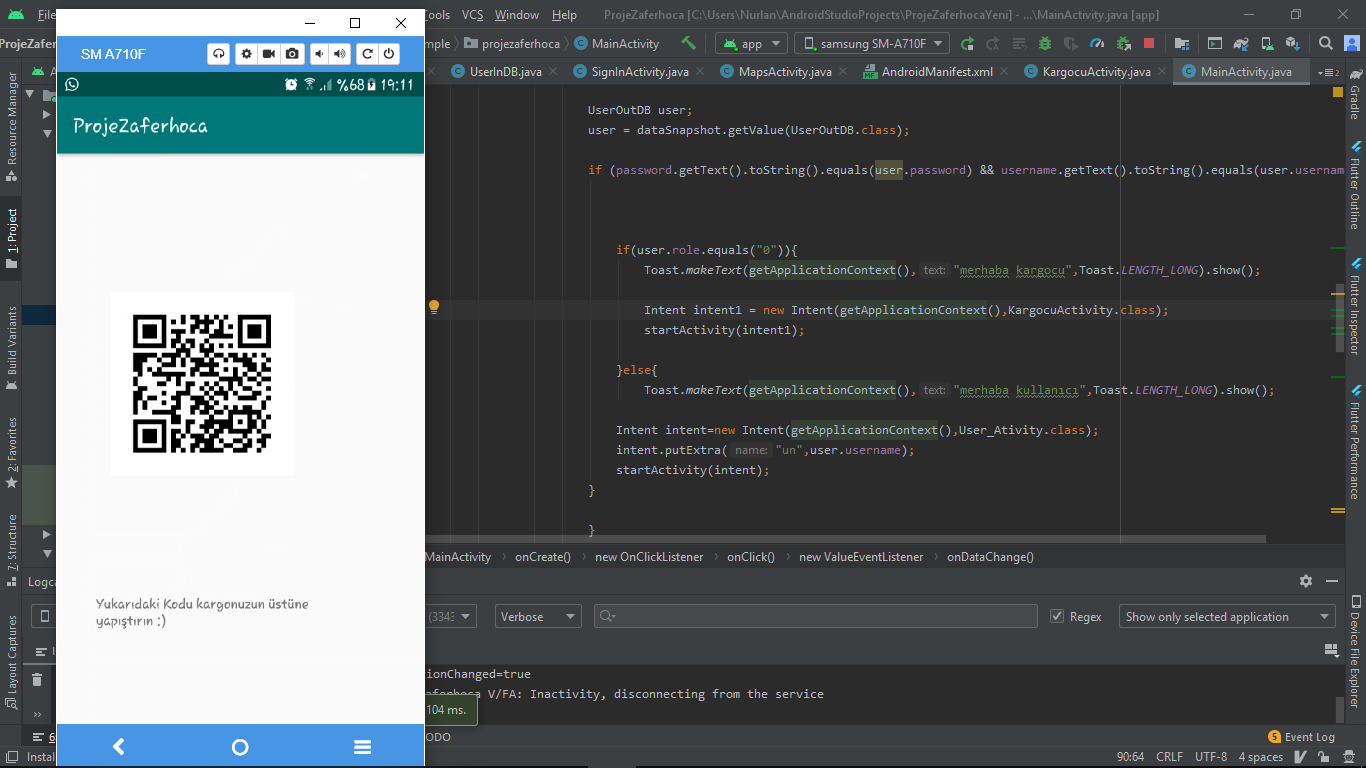 Tools VCS Window Help ProjeZaferhoca [C:\Users\Nurlan\AndroidStudioProjects\ProjeZaferhocaYeni] - ...\MainActivity.java [app]
ProjeZafer
mple projezaferhoca MainActivity app samsung SM-A710F
UserInDB.java SignInActivity.java MapsActivity.java AndroidManifest.xml KargocuActivity.java MainActivity.java
SM A710F
%68 19:11
ProjeZaferhoca
Yukarıdaki Kodu kargonuzun üstüne
yapıştırın :)
Resource Manager
1: Project
Build Variants
2: Favorites
7: Structure
Layout Captures
UserOutDB user;
user = dataSnapshot.getValue(UserOutDB.class);
if (password.getText().toString().equals(user.password) && username.getText().toString().equals(user.usernam
if(user.role.equals("0")){
Toast.makeText(getApplicationContext(), text: "merhaba kargocu",Toast.LENGTH_LONG).show();
Intent intent1 = new Intent(getApplicationContext(),KargocuActivity.class);
startActivity(intent1);
}else{
Toast.makeText(getApplicationContext(), text: "merhaba kullanıcı",Toast.LENGTH_LONG).show();
Intent intent=new Intent(getApplicationContext(),User_Ativity.class);
intent.putExtra( name: "un",user.username);
startActivity(intent);
}
}
MainActivity onCreate() new OnClickListener onClick() new ValueEventListener onDataChange()
Logca
(3343 Verbose Regex Show only selected application
ionChanged=true
aferhoca V/FA: Inactivity, disconnecting from the service
104 ms.
6
ODO
5 Event Log
Instal
90:64 CRLF UTF-8 4 spaces
Gradle
Flutter Outline
Flutter Inspector
Flutter Performance
Device File Explorer